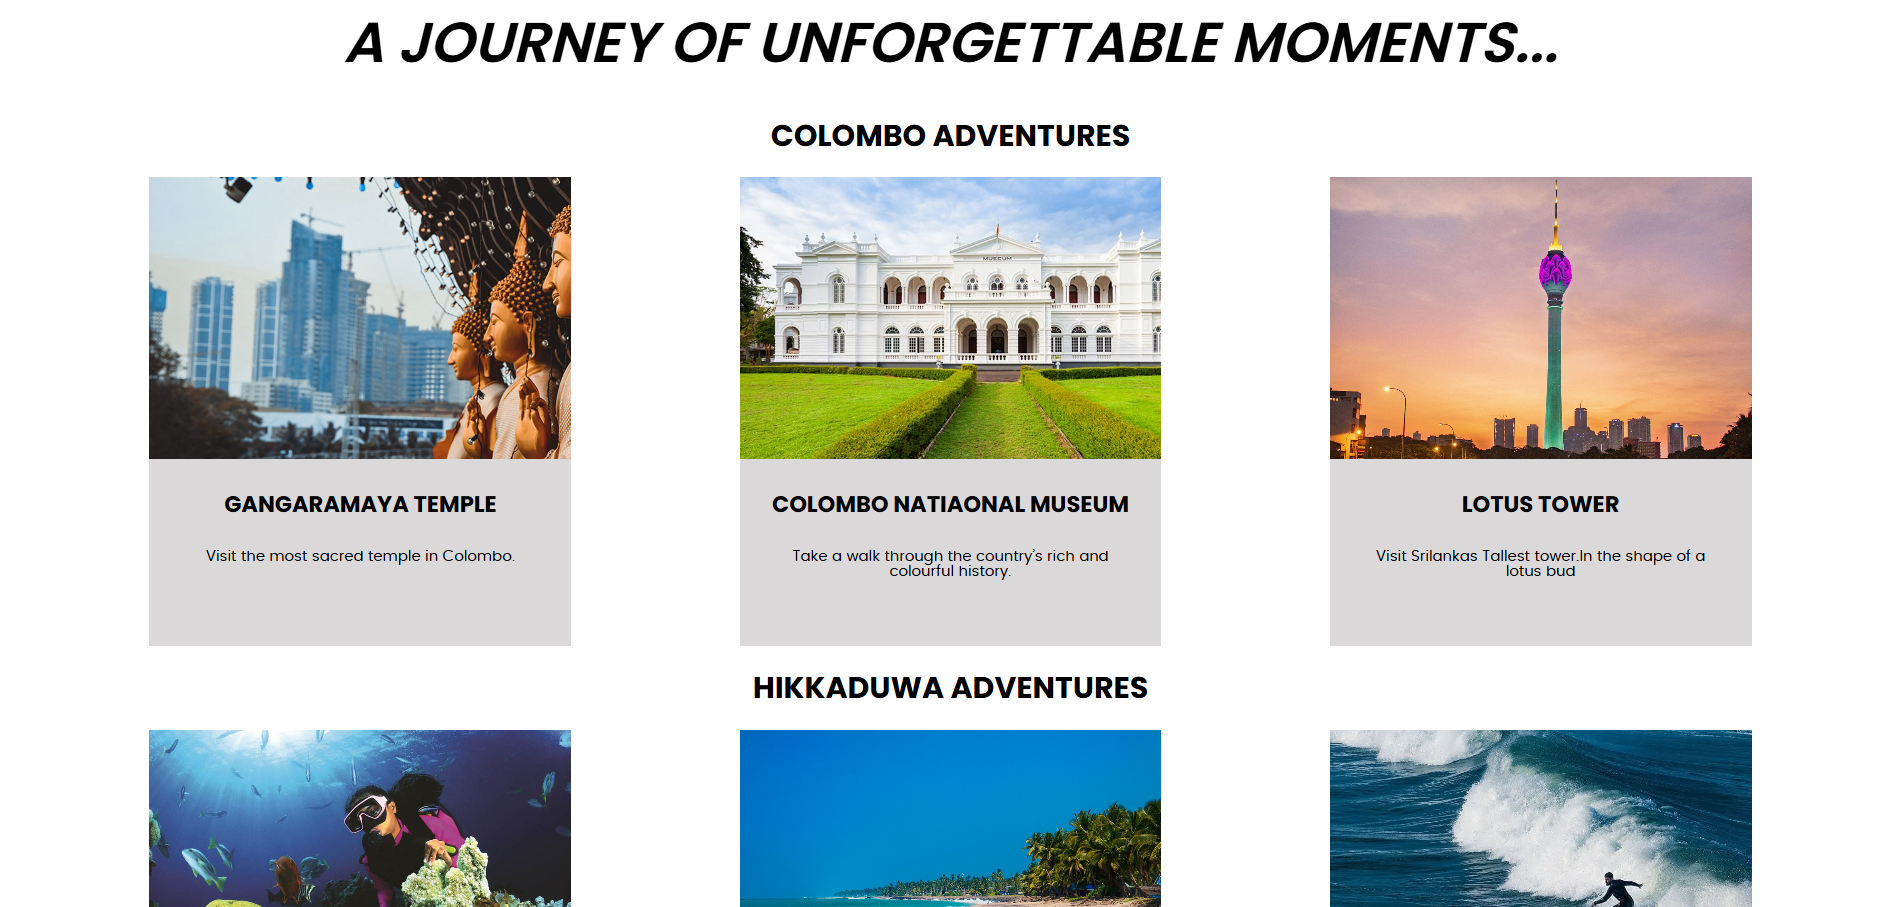 A JOURNEY OF UNFORGETTABLE MOMENTS...
COLOMBO ADVENTURES
MUSEUM
GANGARAMAYA TEMPLE
Visit the most sacred temple in Colombo.
COLOMBO NATIAONAL MUSEUM
Take a walk through the country's rich and
colourful history.
LOTUS TOWER
Visit Srilankas Tallest tower.In the shape of a
lotus bud
HIKKADUWA ADVENTURES